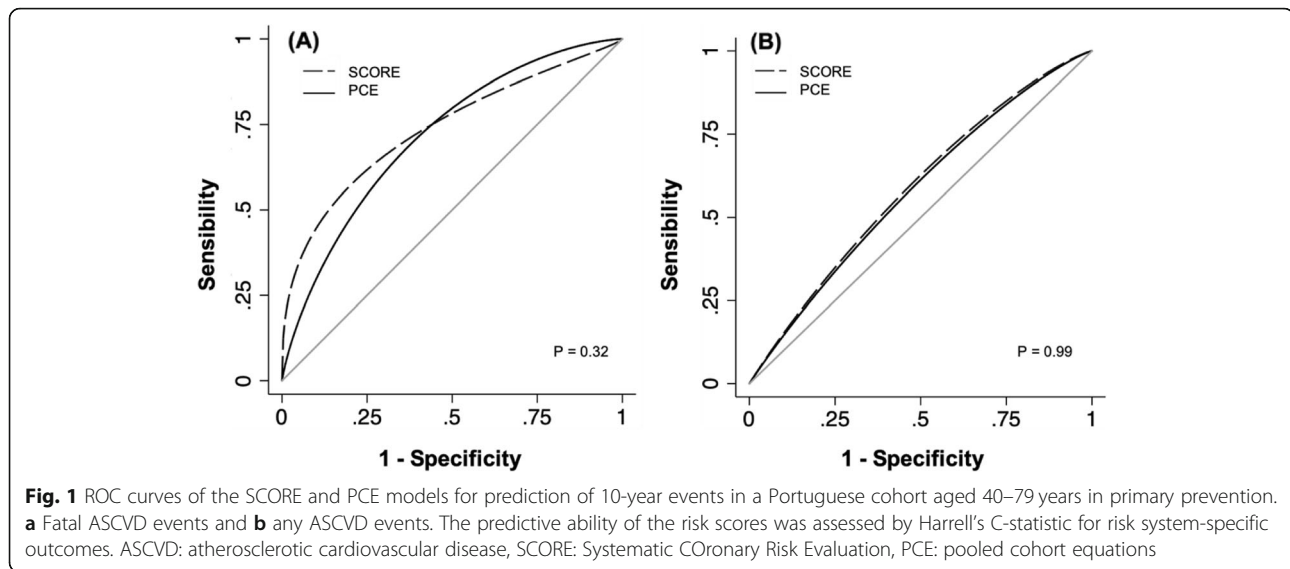 (A)
SCORE
PCE
Sensibility
1
.75
.5
.25
0
P = 0.32
0 .25 .5 .75 1
1 - Specificity
(B)
SCORE
PCE
Sensibility
1
.75
.5
.25
0
P = 0.99
0 .25 .5 .75 1
1 - Specificity
Fig. 1 ROC curves of the SCORE and PCE models for prediction of 10-year events in a Portuguese cohort aged 40–79 years in primary prevention.
a Fatal ASCVD events and b any ASCVD events. The predictive ability of the risk scores was assessed by Harrell's C-statistic for risk system-specific
outcomes. ASCVD: atherosclerotic cardiovascular disease, SCORE: Systematic COronary Risk Evaluation, PCE: pooled cohort equations